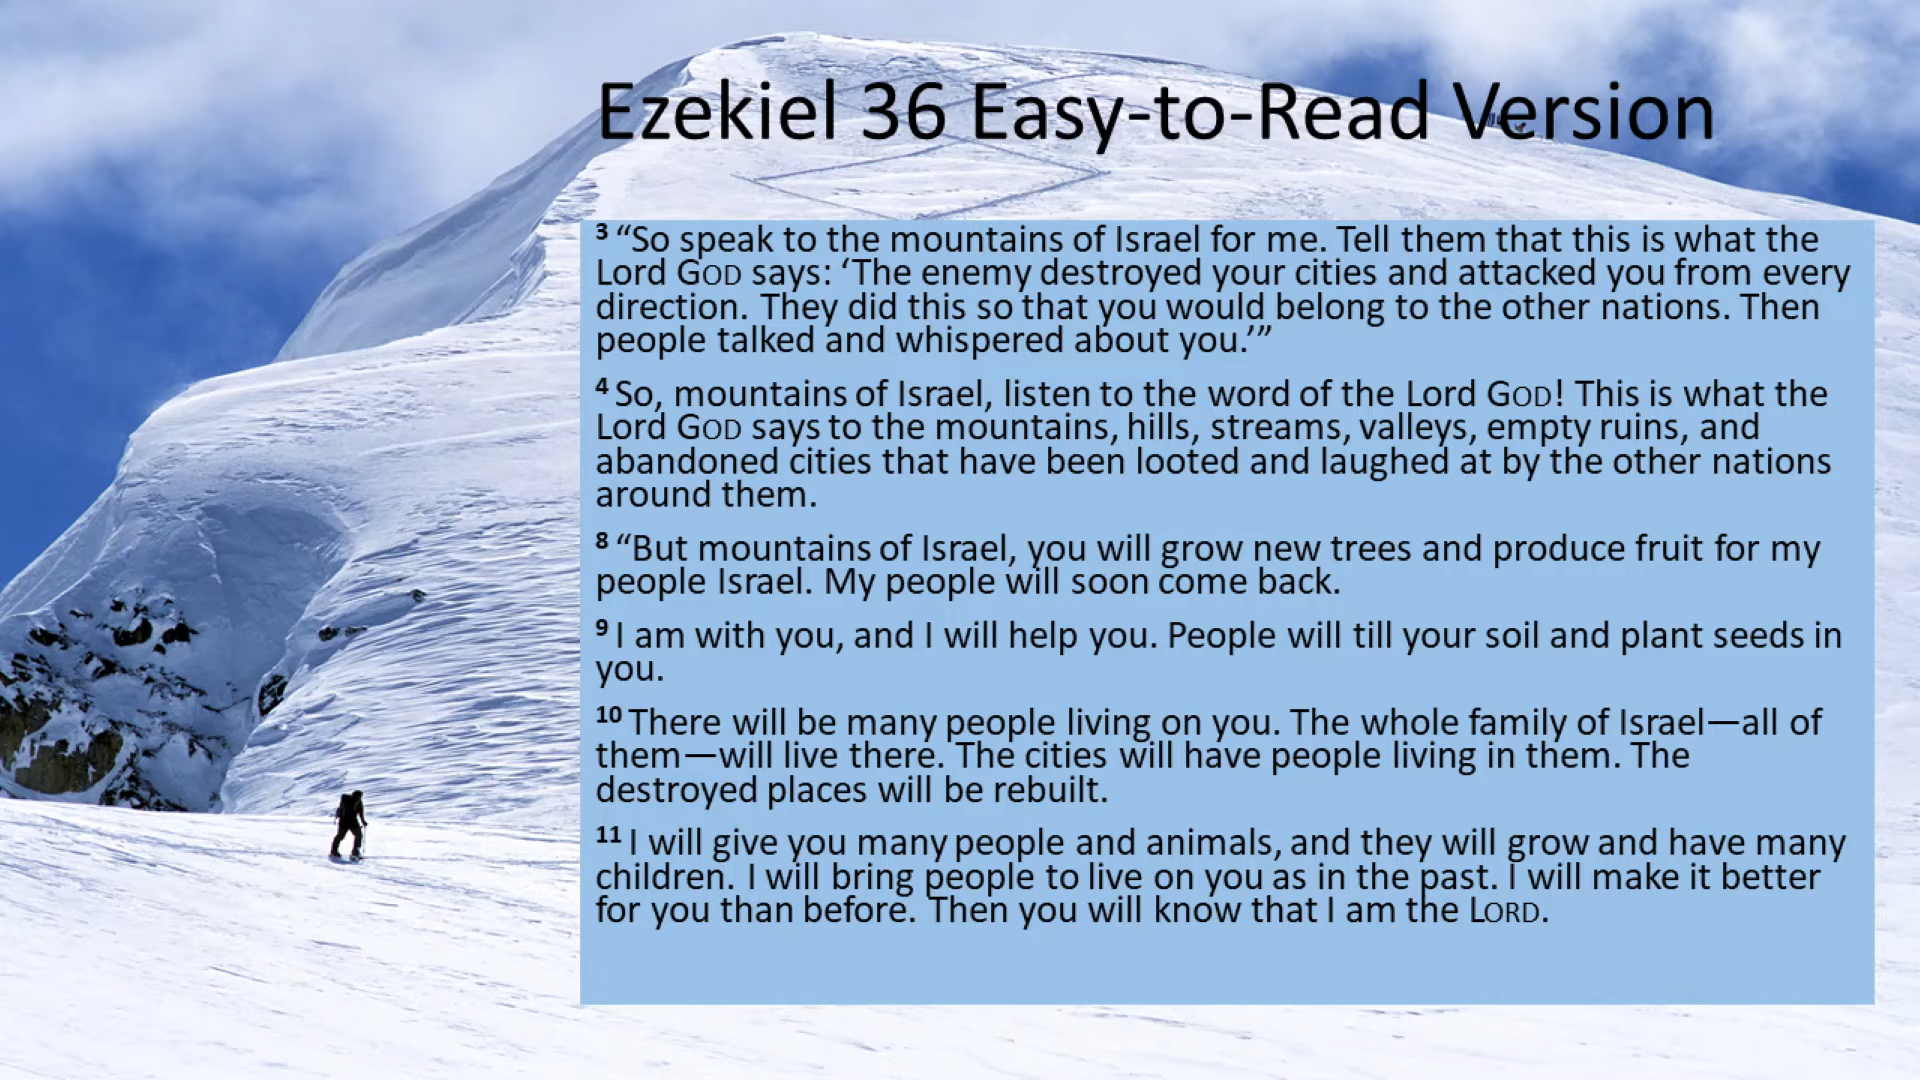 Ezekiel 36 Easy-to-Read Version
3 “So speak to the mountains of Israel for me. Tell them that this is what the
Lord GOD says: ‘The enemy destroyed your cities and attacked you from every
direction. They did this so that you would belong to the other nations. Then
people talked and whispered about you.’”
4 So, mountains of Israel, listen to the word of the Lord GOD! This is what the
Lord GOD says to the mountains, hills, streams, valleys, empty ruins, and
abandoned cities that have been looted and laughed at by the other nations
around them.
8 “But mountains of Israel, you will grow new trees and produce fruit for my
people Israel. My people will soon come back.
9 I am with you, and I will help you. People will till your soil and plant seeds in
you.
10 There will be many people living on you. The whole family of Israel—all of
them—will live there. The cities will have people living in them. The
destroyed places will be rebuilt.
11 I will give you many people and animals, and they will grow and have many
children. I will bring people to live on you as in the past. I will make it better
for you than before. Then you will know that I am the LORD.